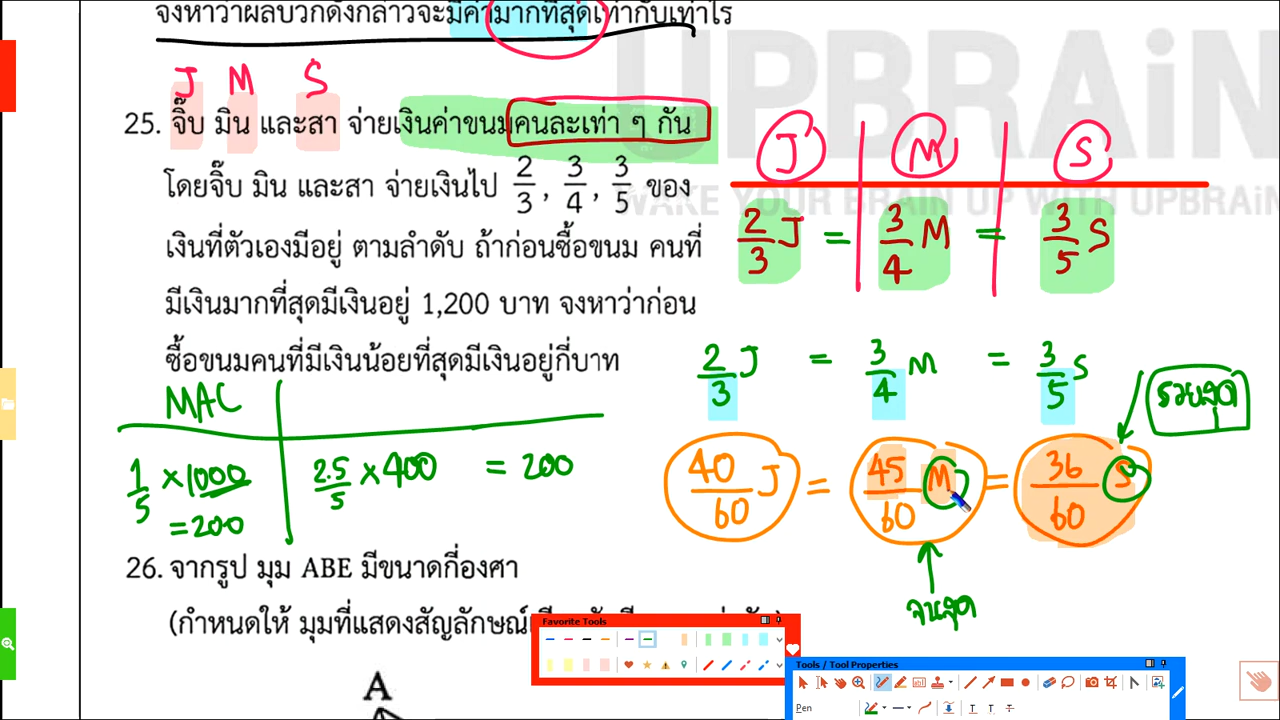 จงหาว่าผลบวกดังกล่าวจะมีค่ามากที่สุดเท่ากับเท่าไร
UPBRAiN
WAKE YOUR BRAIN UP WITH UPBRAiN
J M S
25. จิ๊บ มิน และสา จ่ายเงินค่าขนมคนละเท่า ๆ กัน
โดยจิ๊บ มิน และสา จ่ายเงินไป 2/3, 3/4, 3/5 ของ
เงินที่ตัวเองมีอยู่ ตามลำดับ ถ้าก่อนซื้อขนม คนที่
มีเงินมากที่สุดมีเงินอยู่ 1,200 บาท จงหาว่าก่อน
ซื้อขนมคนที่มีเงินน้อยที่สุดมีเงินอยู่กี่บาท
J M S
2/3 J = 3/4 M = 3/5 S
2/3 J = 3/4 M = 3/5 S
รวยสุด
40/60 J = 45/60 M = 36/60 S
จนสุด
MAC
1/5 × 1000
= 200
2.5/5 × 400 = 200
26. จากรูป มุม ABE มีขนาดกี่องศา
(กำหนดให้ มุมที่แสดงสัญลักษณ์
A
Favorite Tools
Tools / Tool Properties
Pen